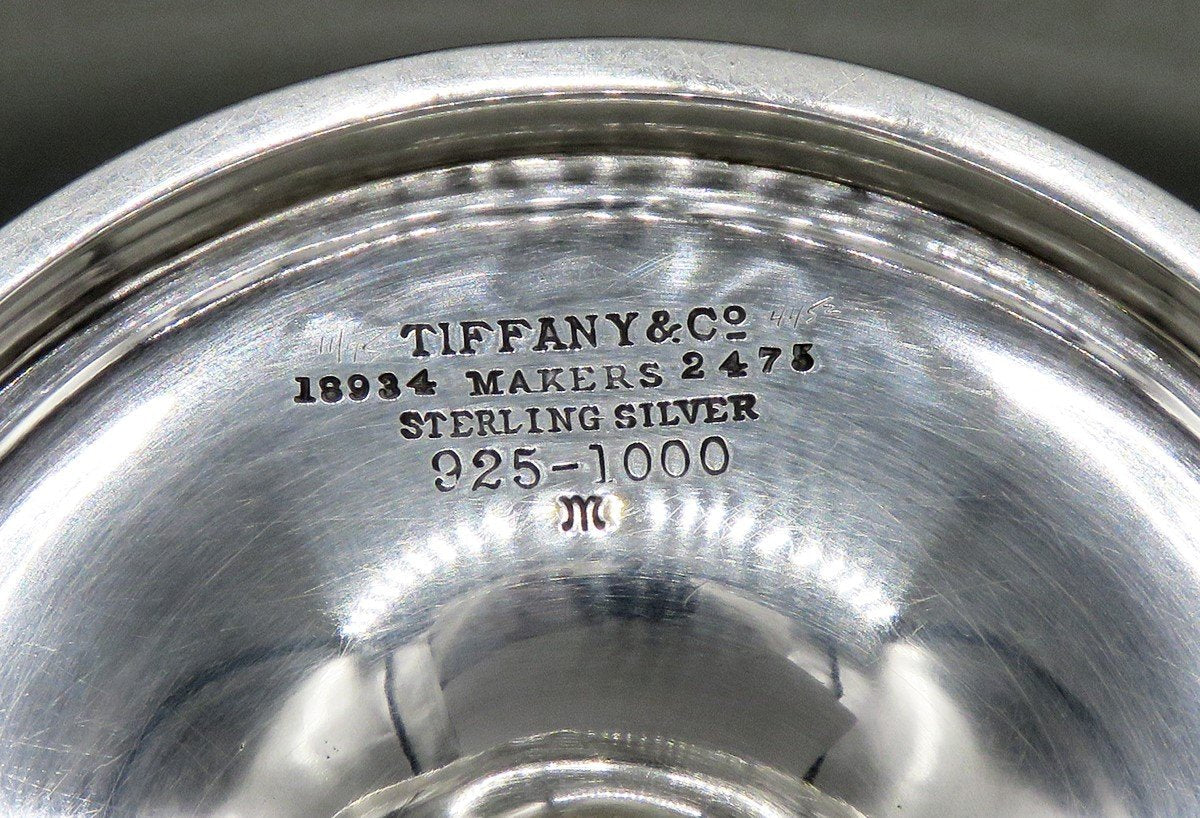 TIFFANY & Cº
18934 MAKERS 2475
STERLING SILVER
925-1000
M